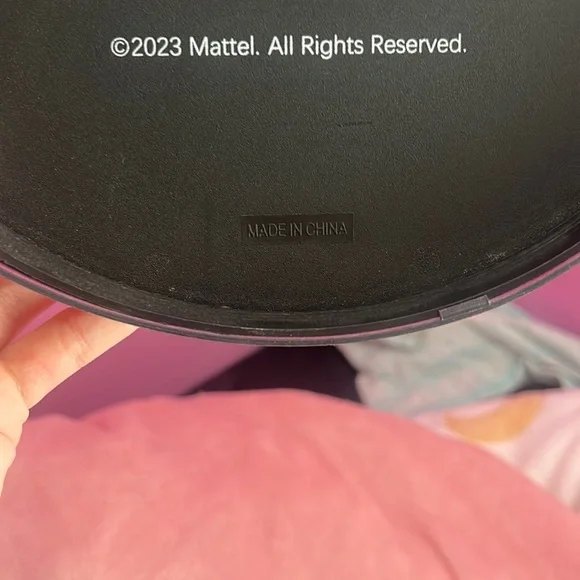 ©2023 Mattel. All Rights Reserved.
MADE IN CHINA